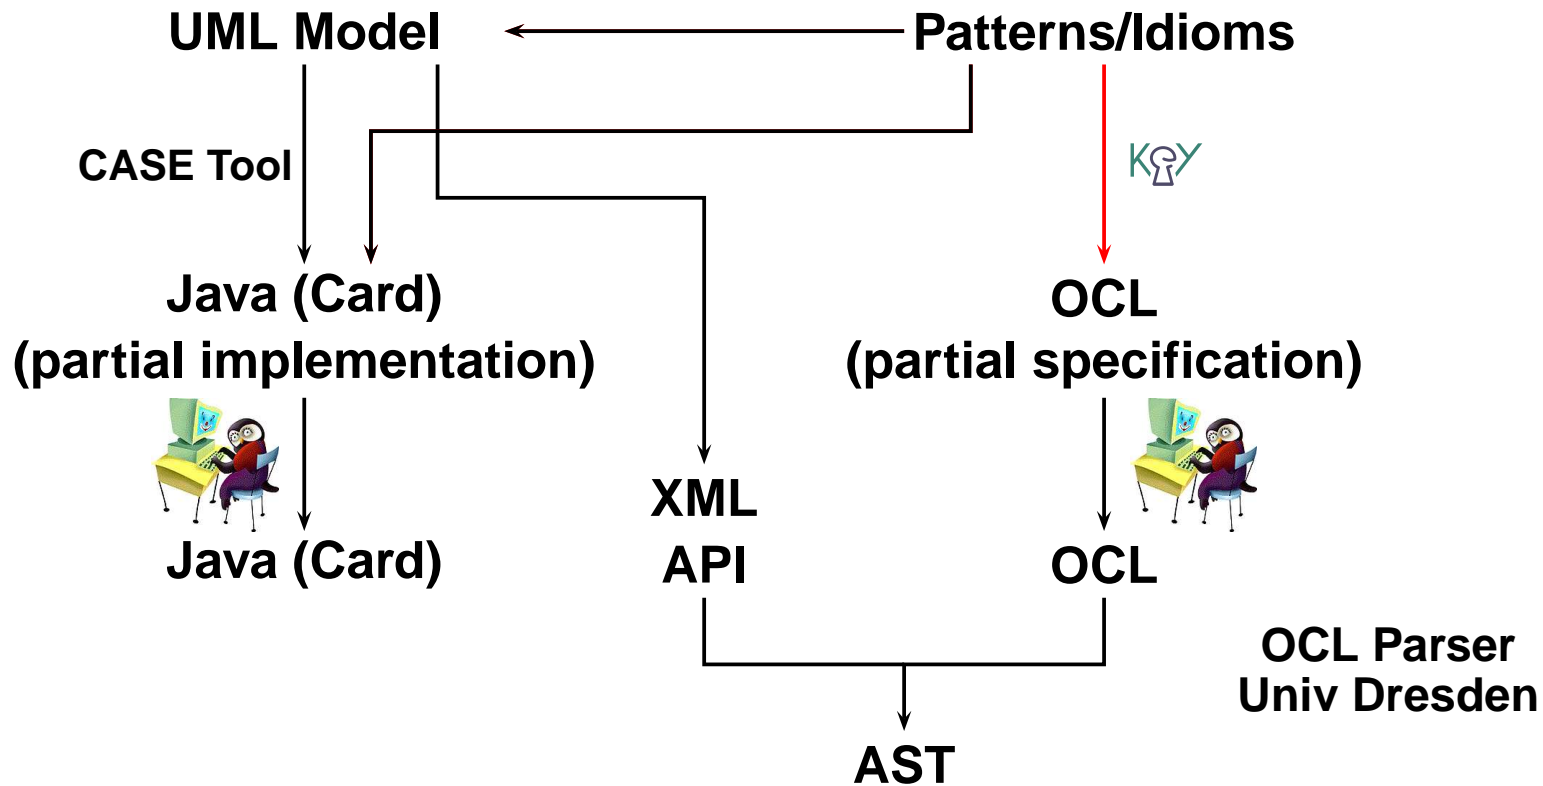 UML Model
Patterns/Idioms
CASE Tool
KeY
Java (Card)
(partial implementation)
OCL
(partial specification)
XML
API
Java (Card)
OCL
OCL Parser
Univ Dresden
AST